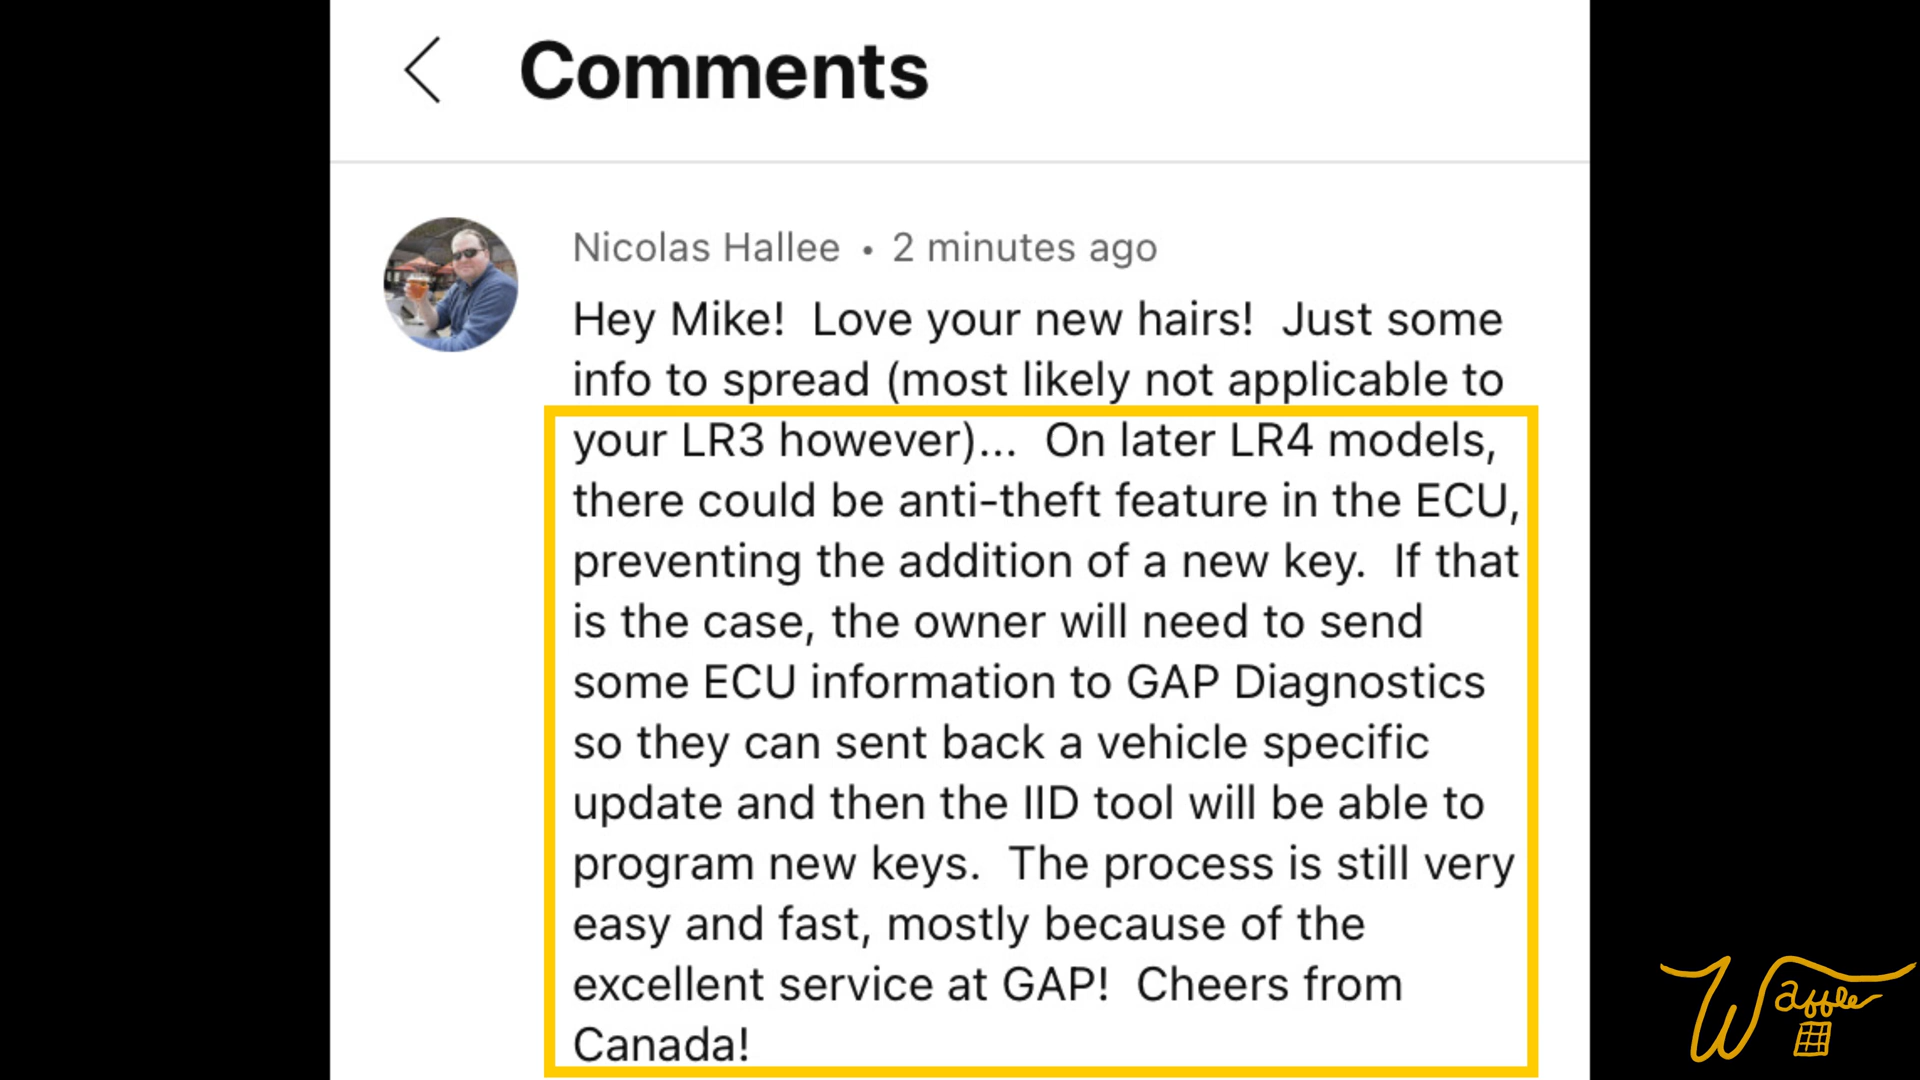 Comments
Nicolas Hallee • 2 minutes ago
Hey Mike!  Love your new hairs!  Just some
info to spread (most likely not applicable to
your LR3 however)...  On later LR4 models,
there could be anti-theft feature in the ECU,
preventing the addition of a new key.  If that
is the case, the owner will need to send
some ECU information to GAP Diagnostics
so they can sent back a vehicle specific
update and then the IID tool will be able to
program new keys.  The process is still very
easy and fast, mostly because of the
excellent service at GAP!  Cheers from
Canada!
Waffle